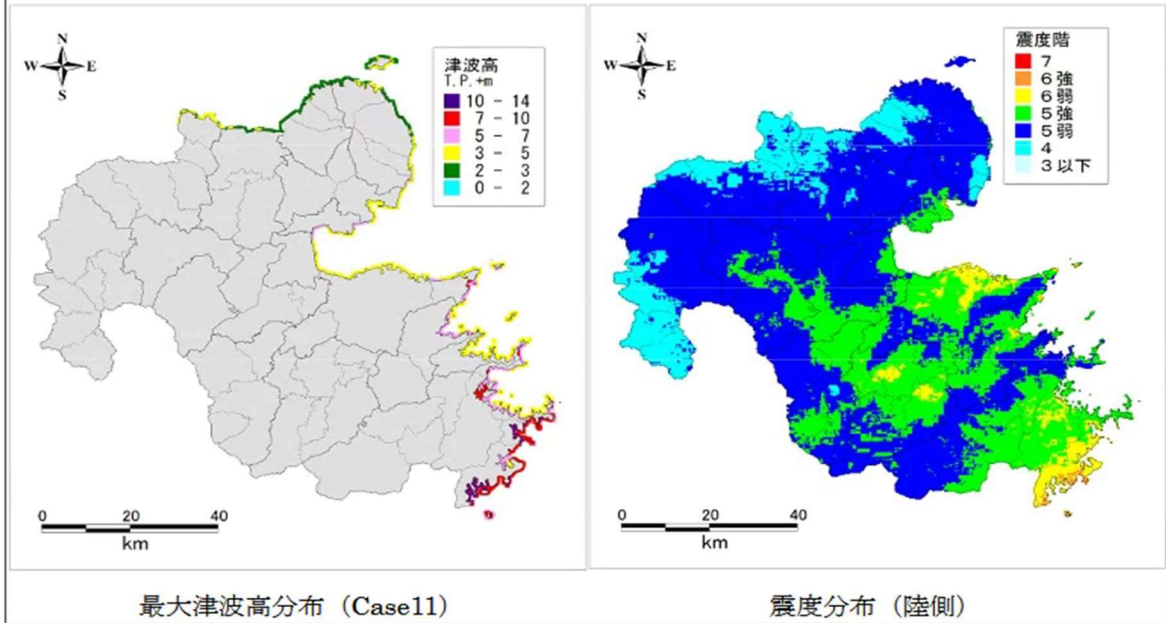 N
W E
S
津波高
T.P.+m
10 - 14
7 - 10
5 - 7
3 - 5
2 - 3
0 - 2
0 20 40
km
最大津波高分布（Case11）
N
W E
S
震度階
7
6強
6弱
5強
5弱
4
3以下
0 20 40
km
震度分布（陸側）